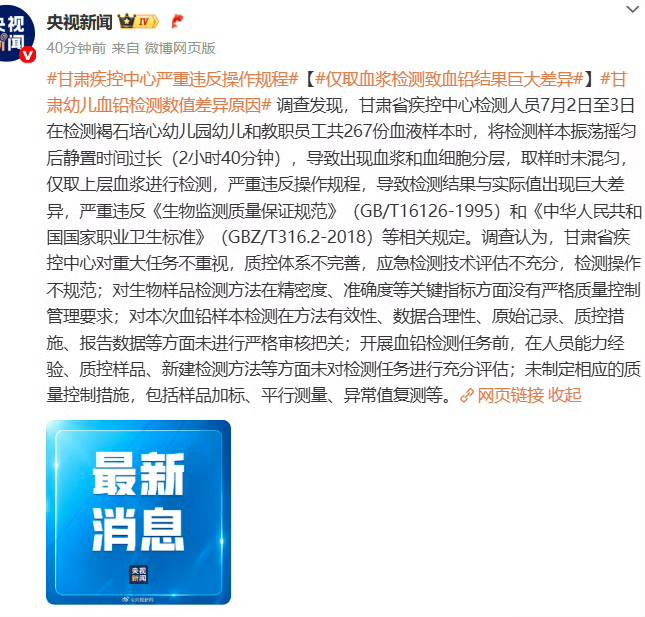 央视
新闻
央视新闻 IV
40分钟前 来自 微博网页版
#甘肃疾控中心严重违反操作规程#【#仅取血浆检测致血铅结果巨大差异#】#甘
肃幼儿血铅检测数值差异原因# 调查发现，甘肃省疾控中心检测人员7月2日至3日
在检测褐石培心幼儿园幼儿和教职员工共267份血液样本时，将检测样本振荡摇匀
后静置时间过长（2小时40分钟），导致出现血浆和血细胞分层，取样时未混匀，
仅取上层血浆进行检测，严重违反操作规程，导致检测结果与实际值出现巨大差
异，严重违反《生物监测质量保证规范》（GB/T16126-1995）和《中华人民共和
国国家职业卫生标准》（GBZ/T316.2-2018）等相关规定。调查认为，甘肃省疾
控中心对重大任务不重视，质控体系不完善，应急检测技术评估不充分，检测操作
不规范；对生物样品检测方法在精密度、准确度等关键指标方面没有严格质量控制
管理要求；对本次血铅样本检测在方法有效性、数据合理性、原始记录、质控措
施、报告数据等方面未进行严格审核把关；开展血铅检测任务前，在人员能力经
验、质控样品、新建检测方法等方面未对检测任务进行充分评估；未制定相应的质
量控制措施，包括样品加标、平行测量、异常值复测等。网页链接 收起
最新
消息
央视
新闻
@央视新闻